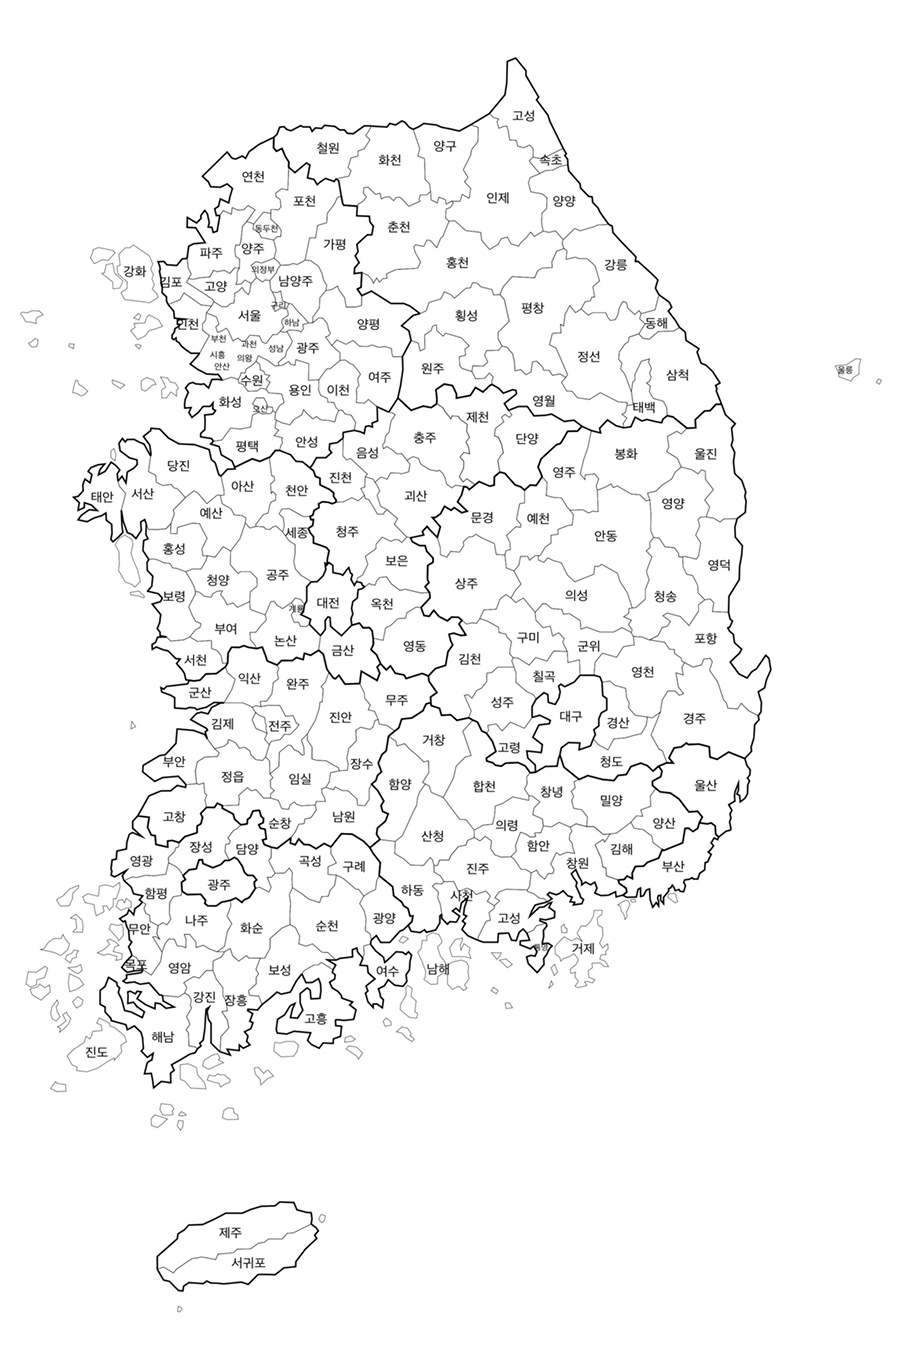 고성
속초
철원
화천
양구
인제
양양
연천
포천
춘천
동두천
가평
파주
양주
홍천
강릉
의정부
강화
김포
고양
남양주
구리
평창
횡성
서울
하남
양평
인천
동해
부천
과천
성남
광주
시흥
의왕
안산
정선
원주
삼척
울릉
수원
용인
이천
여주
화성
오산
영월
태백
평택
안성
제천
충주
단양
음성
당진
진천
영주
봉화
울진
태안
서산
아산
천안
괴산
예산
문경
예천
영양
세종
청주
안동
홍성
보은
영덕
청양
공주
상주
보령
대전
옥천
의성
청송
계룡
부여
논산
금산
영동
구미
군위
포항
서천
김천
영천
익산
완주
칠곡
군산
무주
성주
김제
전주
진안
대구
경산
경주
거창
고령
부안
장수
청도
정읍
임실
함양
합천
창녕
밀양
울산
고창
순창
남원
의령
양산
산청
장성
담양
함안
김해
영광
곡성
구례
진주
창원
부산
광주
함평
하동
사천
나주
화순
순천
광양
고성
무안
통영
거제
목포
영암
보성
여수
남해
강진
장흥
고흥
해남
진도
제주
서귀포